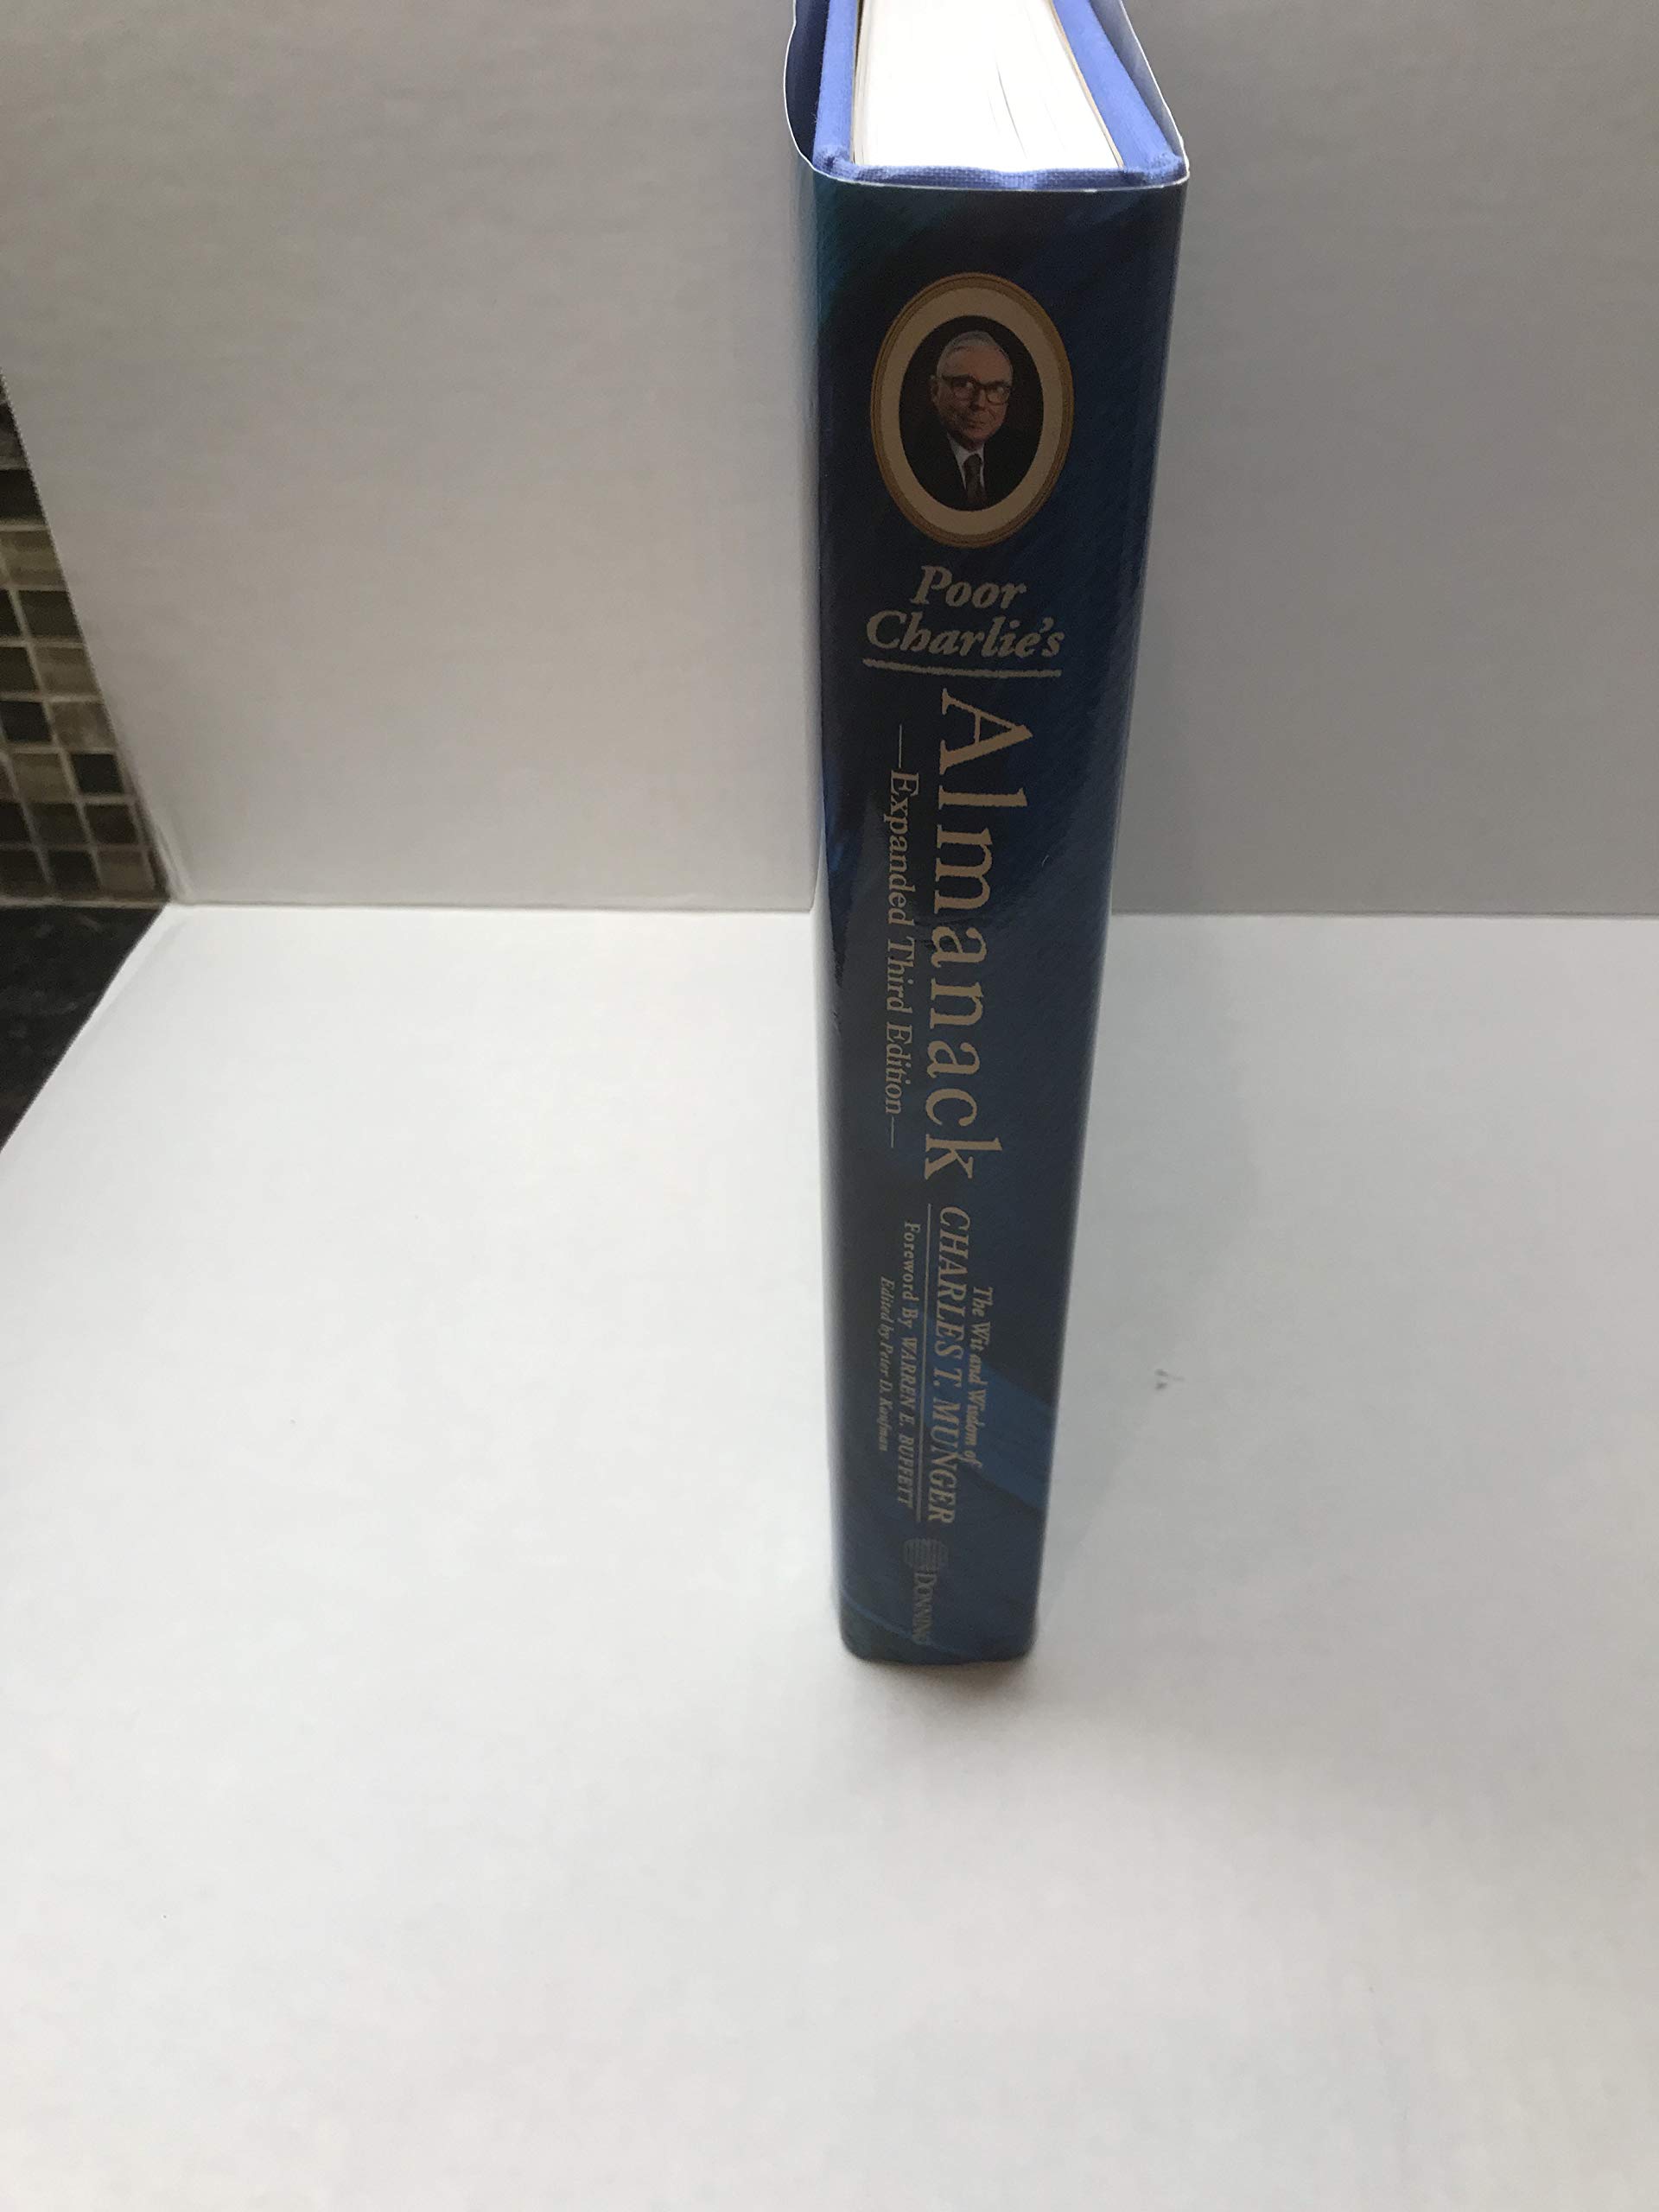 Poor
Charlie's
Almanack
—Expanded Third Edition—
The Wit and Wisdom of
CHARLES T. MUNGER
Foreword By WARREN E. BUFFETT
Edited by Peter D. Kaufman
DONNING